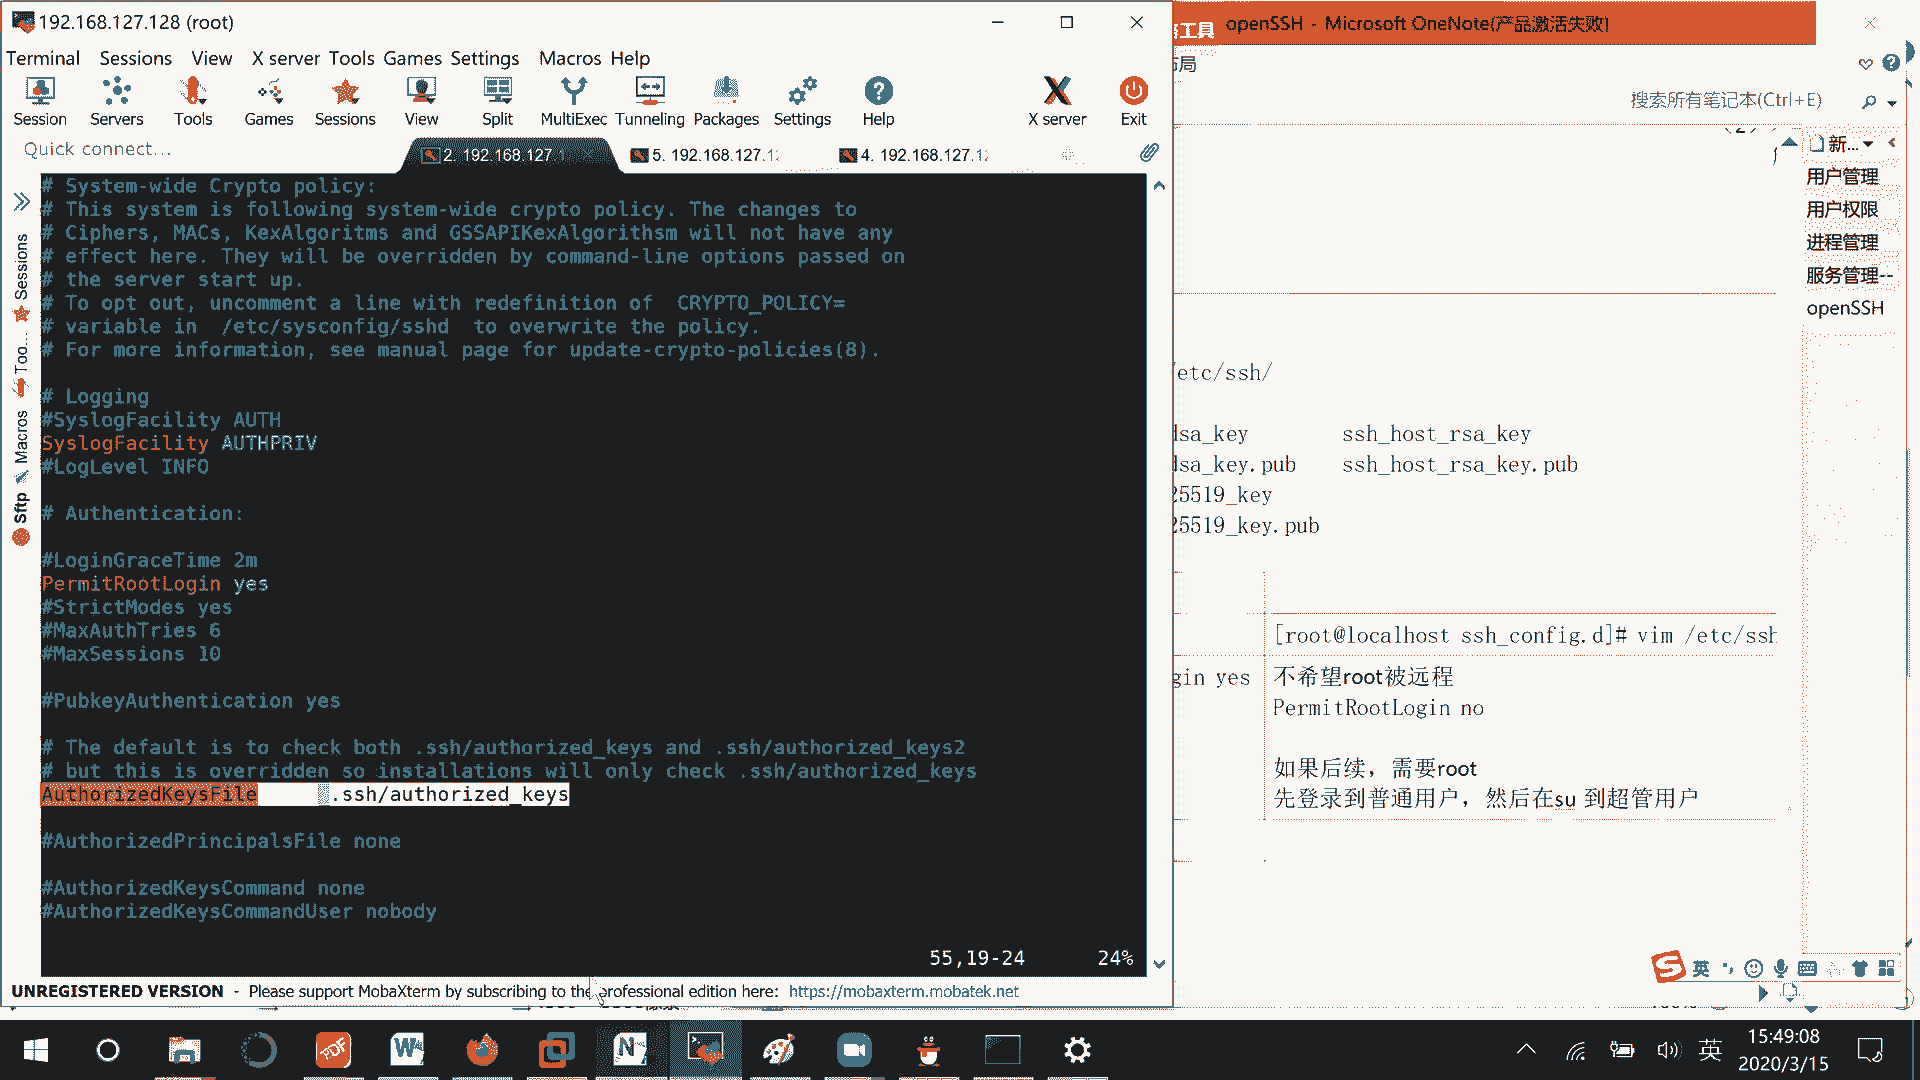 192.168.127.128 (root)
Terminal Sessions View X server Tools Games Settings Macros Help
Session Servers Tools Games Sessions View Split MultiExec Tunneling Packages Settings Help X server Exit
Quick connect...
2. 192.168.127.1
5. 192.168.127.12
4. 192.168.127.12
Sessions
Too...
Macros
Sftp
# System-wide Crypto policy:
# This system is following system-wide crypto policy. The changes to
# Ciphers, MACs, KexAlgoritms and GSSAPIKexAlgorithsm will not have any
# effect here. They will be overridden by command-line options passed on
# the server start up.
# To opt out, uncomment a line with redefinition of  CRYPTO_POLICY=
# variable in  /etc/sysconfig/sshd  to overwrite the policy.
# For more information, see manual page for update-crypto-policies(8).
# Logging
#SyslogFacility AUTH
SyslogFacility AUTHPRIV
#LogLevel INFO
# Authentication:
#LoginGraceTime 2m
PermitRootLogin yes
#StrictModes yes
#MaxAuthTries 6
#MaxSessions 10
#PubkeyAuthentication yes
# The default is to check both .ssh/authorized_keys and .ssh/authorized_keys2
# but this is overridden so installations will only check .ssh/authorized_keys
AuthorizedKeysFile .ssh/authorized_keys
#AuthorizedPrincipalsFile none
#AuthorizedKeysCommand none
#AuthorizedKeysCommandUser nobody
55,19-24 24%
UNREGISTERED VERSION - Please support MobaXterm by subscribing to the professional edition here: https://mobaxterm.mobatek.net
工具 openSSH - Microsoft OneNote(产品激活失败)
布局
搜索所有笔记本(Ctrl+E)
新...
用户管理
用户权限
进程管理
服务管理--
openSSH
/etc/ssh/
dsa_key ssh_host_rsa_key
dsa_key.pub ssh_host_rsa_key.pub
25519_key
25519_key.pub
[root@localhost ssh_config.d]# vim /etc/ssh
gin yes
不希望root被远程
PermitRootLogin no
如果后续，需要root
先登录到普通用户，然后在su 到超管用户
英
英
15:49:08
2020/3/15